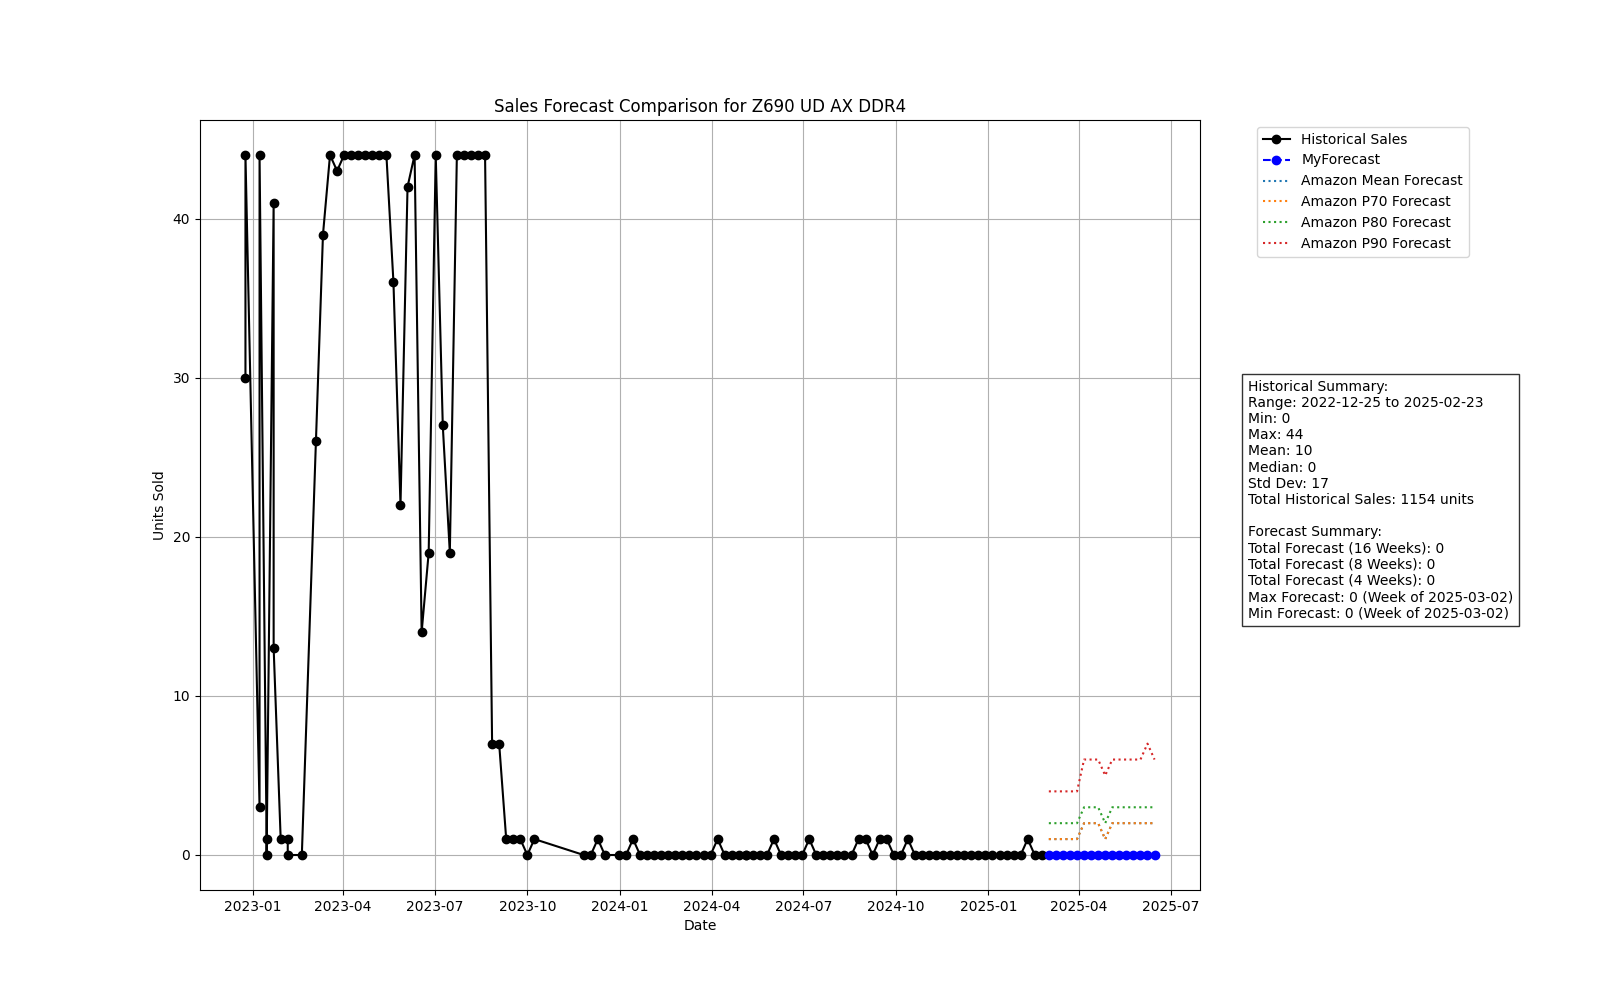 Sales Forecast Comparison for Z690 UD AX DDR4
Historical Sales
MyForecast
Amazon Mean Forecast
Amazon P70 Forecast
Amazon P80 Forecast
Amazon P90 Forecast
40
30
20
10
0
Units Sold
Historical Summary:
Range: 2022-12-25 to 2025-02-23
Min: 0
Max: 44
Mean: 10
Median: 0
Std Dev: 17
Total Historical Sales: 1154 units
Forecast Summary:
Total Forecast (16 Weeks): 0
Total Forecast (8 Weeks): 0
Total Forecast (4 Weeks): 0
Max Forecast: 0 (Week of 2025-03-02)
Min Forecast: 0 (Week of 2025-03-02)
2023-01 2023-04 2023-07 2023-10 2024-01 2024-04 2024-07 2024-10 2025-01 2025-04 2025-07
Date